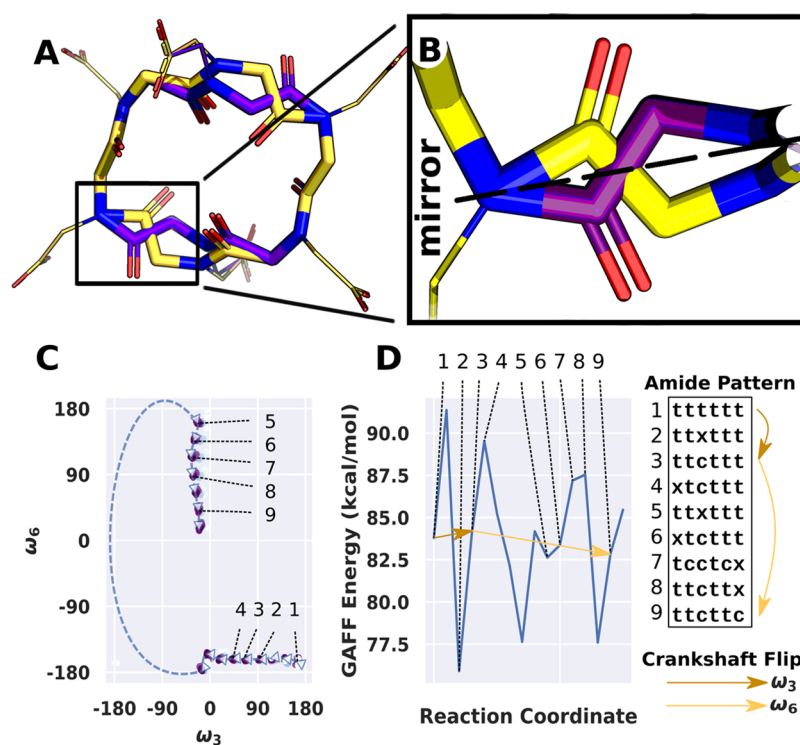 A
B
mirror
C
180
90
0
-90
-180
ω6
5
6
7
8
9
4 3 2 1
-180 -90 0 90 180
ω3
D
1 2 3 4 5 6 7 8 9
GAFF Energy (kcal/mol)
90.0
87.5
85.0
82.5
80.0
77.5
Reaction Coordinate
Amide Pattern
1 tttttt
2 ttxttt
3 ttcttt
4 xtcttt
5 ttxttt
6 xtcttt
7 tcctcx
8 ttcttx
9 ttcttc
Crankshaft Flip
ω3
ω6